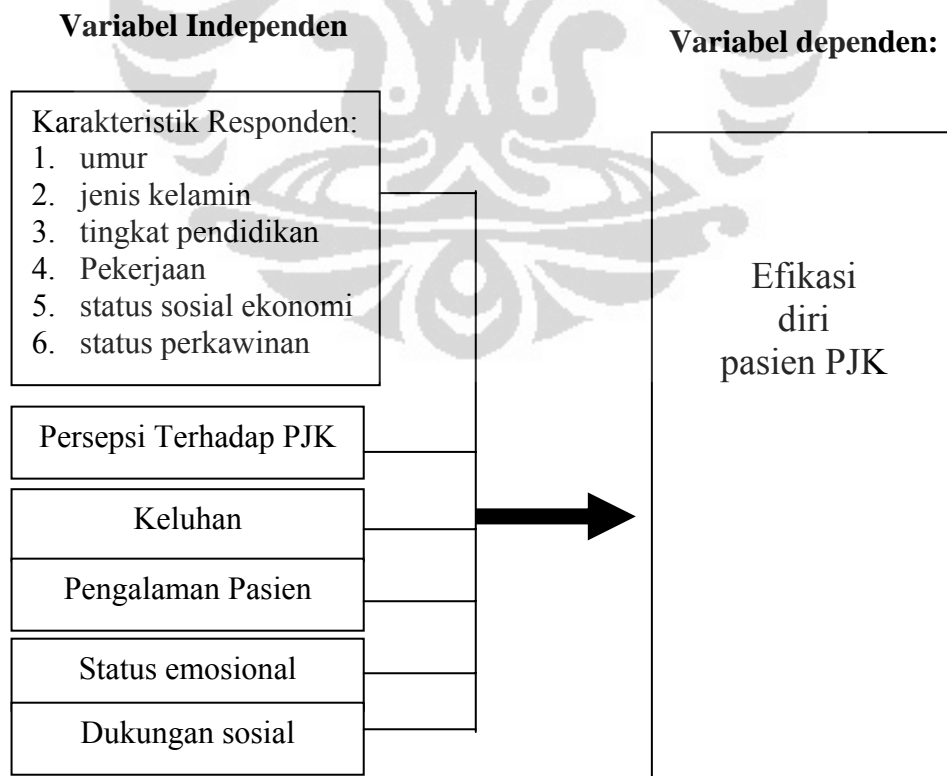 Variabel Independen
Variabel dependen:
Karakteristik Responden:
1. umur
2. jenis kelamin
3. tingkat pendidikan
4. Pekerjaan
5. status sosial ekonomi
6. status perkawinan
Persepsi Terhadap PJK
Keluhan
Pengalaman Pasien
Status emosional
Dukungan sosial
Efikasi
diri
pasien PJK